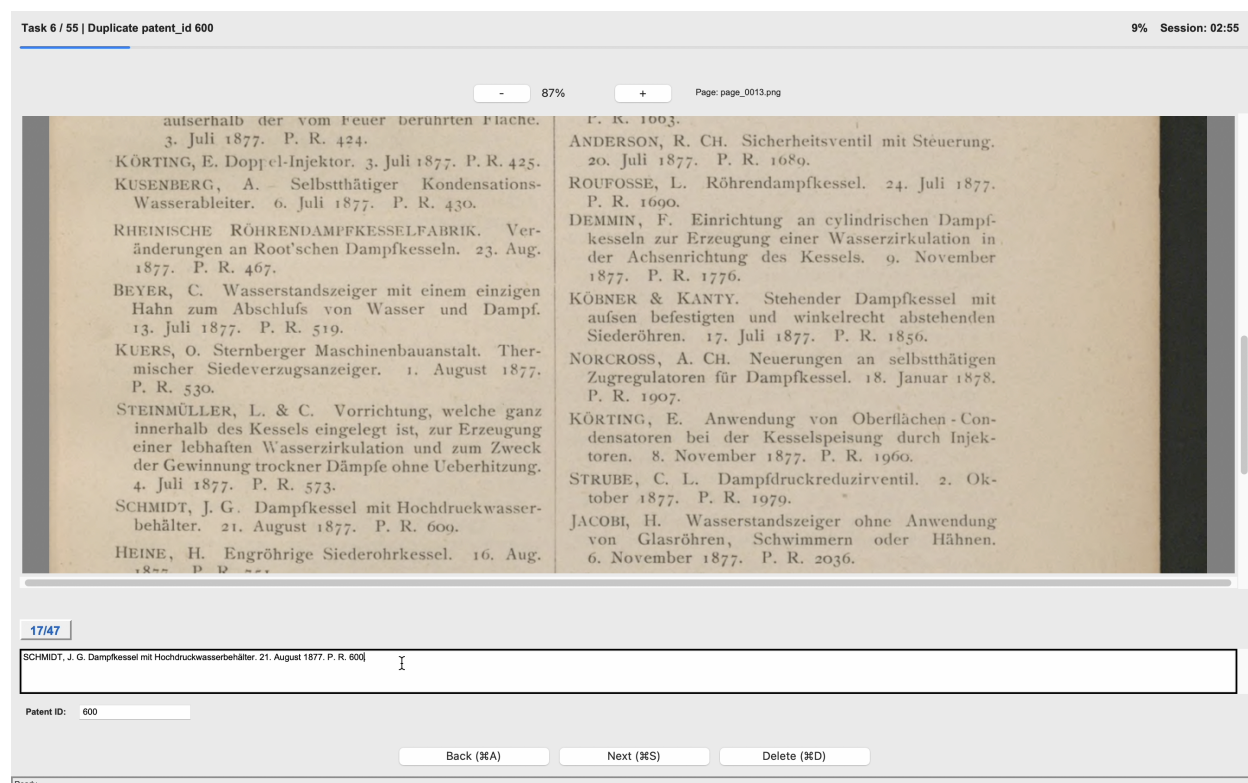 Task 6 / 55 | Duplicate patent_id 600
9% Session: 02:55
-
87%
+
Page: page_0013.png
aufserhalb der vom Feuer berührten Fläche.
3. Juli 1877. P. R. 424.
KÖRTING, E. Doppel-Injektor. 3. Juli 1877. P. R. 425.
KUSENBERG, A. Selbstthätiger Kondensations-
Wasserableiter. 6. Juli 1877. P. R. 430.
RHEINISCHE RÖHRENDAMPFKESSELFABRIK. Ver-
änderungen an Root'schen Dampfkesseln. 23. Aug.
1877. P. R. 467.
BEYER, C. Wasserstandszeiger mit einem einzigen
Hahn zum Abschlufs von Wasser und Dampf.
13. Juli 1877. P. R. 519.
KUERS, O. Sternberger Maschinenbauanstalt. Ther-
mischer Siedeverzugsanzeiger. 1. August 1877.
P. R. 530.
STEINMÜLLER, L. & C. Vorrichtung, welche ganz
innerhalb des Kessels eingelegt ist, zur Erzeugung
einer lebhaften Wasserzirkulation und zum Zweck
der Gewinnung trockner Dämpfe ohne Ueberhitzung.
4. Juli 1877. P. R. 573.
SCHMIDT, J. G. Dampfkessel mit Hochdruckwasser-
behälter. 21. August 1877. P. R. 609.
HEINE, H. Engröhrige Siederohrkessel. 16. Aug.
1877. P. R. 751.
P. R. 1663.
ANDERSON, R. CH. Sicherheitsventil mit Steuerung.
20. Juli 1877. P. R. 1689.
ROUFOSSE, L. Röhrendampfkessel. 24. Juli 1877.
P. R. 1690.
DEMMIN, F. Einrichtung an cylindrischen Dampf-
kesseln zur Erzeugung einer Wasserzirkulation in
der Achsenrichtung des Kessels. 9. November
1877. P. R. 1776.
KÖBNER & KANTY. Stehender Dampfkessel mit
aufsen befestigten und winkelrecht abstehenden
Siederöhren. 17. Juli 1877. P. R. 1856.
NORCROSS, A. CH. Neuerungen an selbstthätigen
Zugregulatoren für Dampfkessel. 18. Januar 1878.
P. R. 1907.
KÖRTING, E. Anwendung von Oberflächen-Con-
densatoren bei der Kesselspeisung durch Injek-
toren. 8. November 1877. P. R. 1960.
STRUBE, C. L. Dampfdruckreduzirventil. 2. Ok-
tober 1877. P. R. 1979.
JACOBI, H. Wasserstandszeiger ohne Anwendung
von Glasröhren, Schwimmern oder Hähnen.
6. November 1877. P. R. 2036.
17/47
SCHMIDT, J. G. Dampfkessel mit Hochdruckwasserbehälter. 21. August 1877. P. R. 600.
Patent ID: 600
Back (⌘A)
Next (⌘S)
Delete (⌘D)